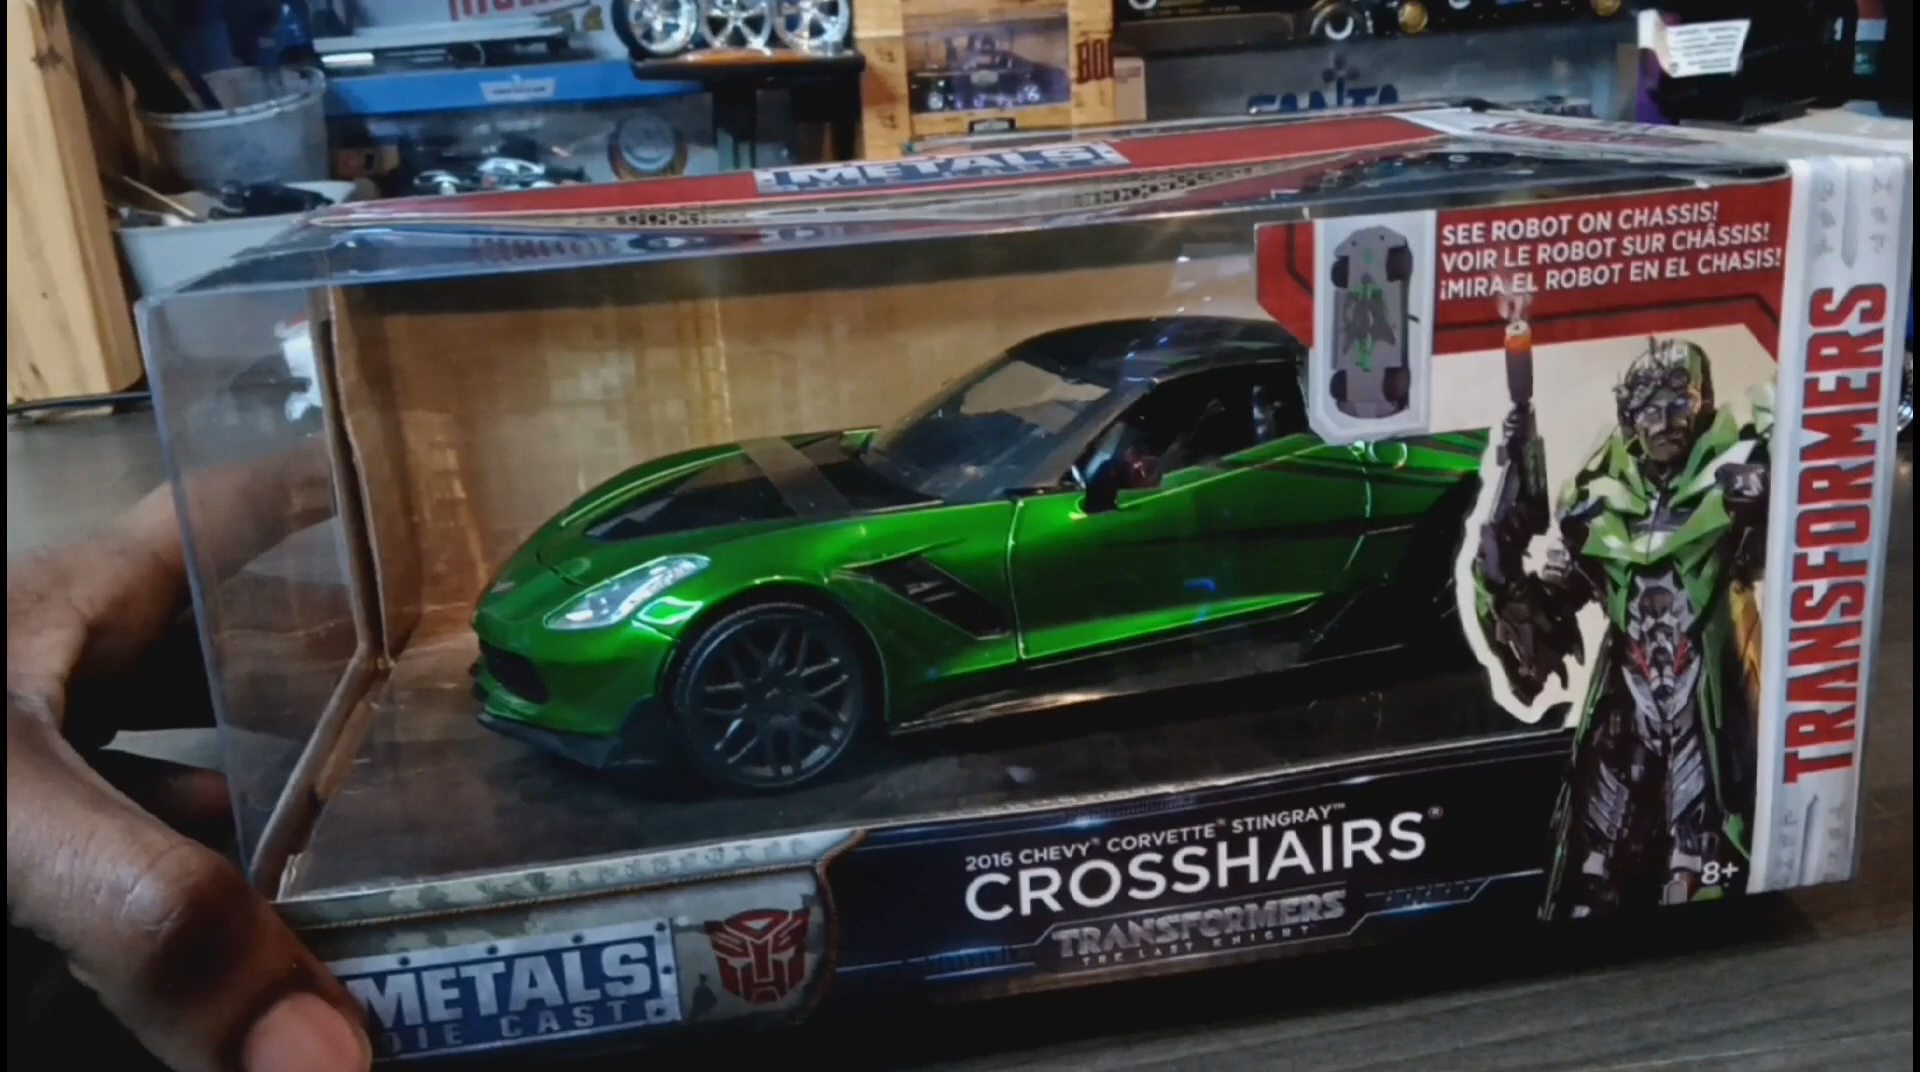 METALS
SEE ROBOT ON CHASSIS!
VOIR LE ROBOT SUR CHÂSSIS!
¡MIRA EL ROBOT EN EL CHASIS!
TRANSFORMERS
2016 CHEVY® CORVETTE® STINGRAY™
CROSSHAIRS®
TRANSFORMERS
THE LAST KNIGHT
8+
METALS
DIE CAST